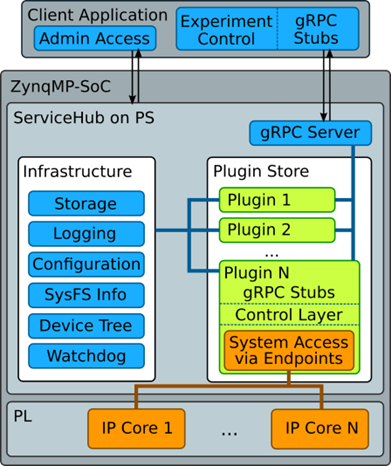 Client Application
Admin Access
Experiment
Control
gRPC
Stubs
ZynqMP-SoC
ServiceHub on PS
gRPC Server
Infrastructure
Storage
Logging
Configuration
SysFS Info
Device Tree
Watchdog
Plugin Store
Plugin 1
Plugin 2
...
Plugin N
gRPC Stubs
Control Layer
System Access
via Endpoints
PL
IP Core 1
...
IP Core N